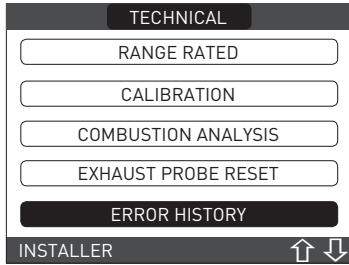 TECHNICAL
RANGE RATED
CALIBRATION
COMBUSTION ANALYSIS
EXHAUST PROBE RESET
ERROR HISTORY
INSTALLER